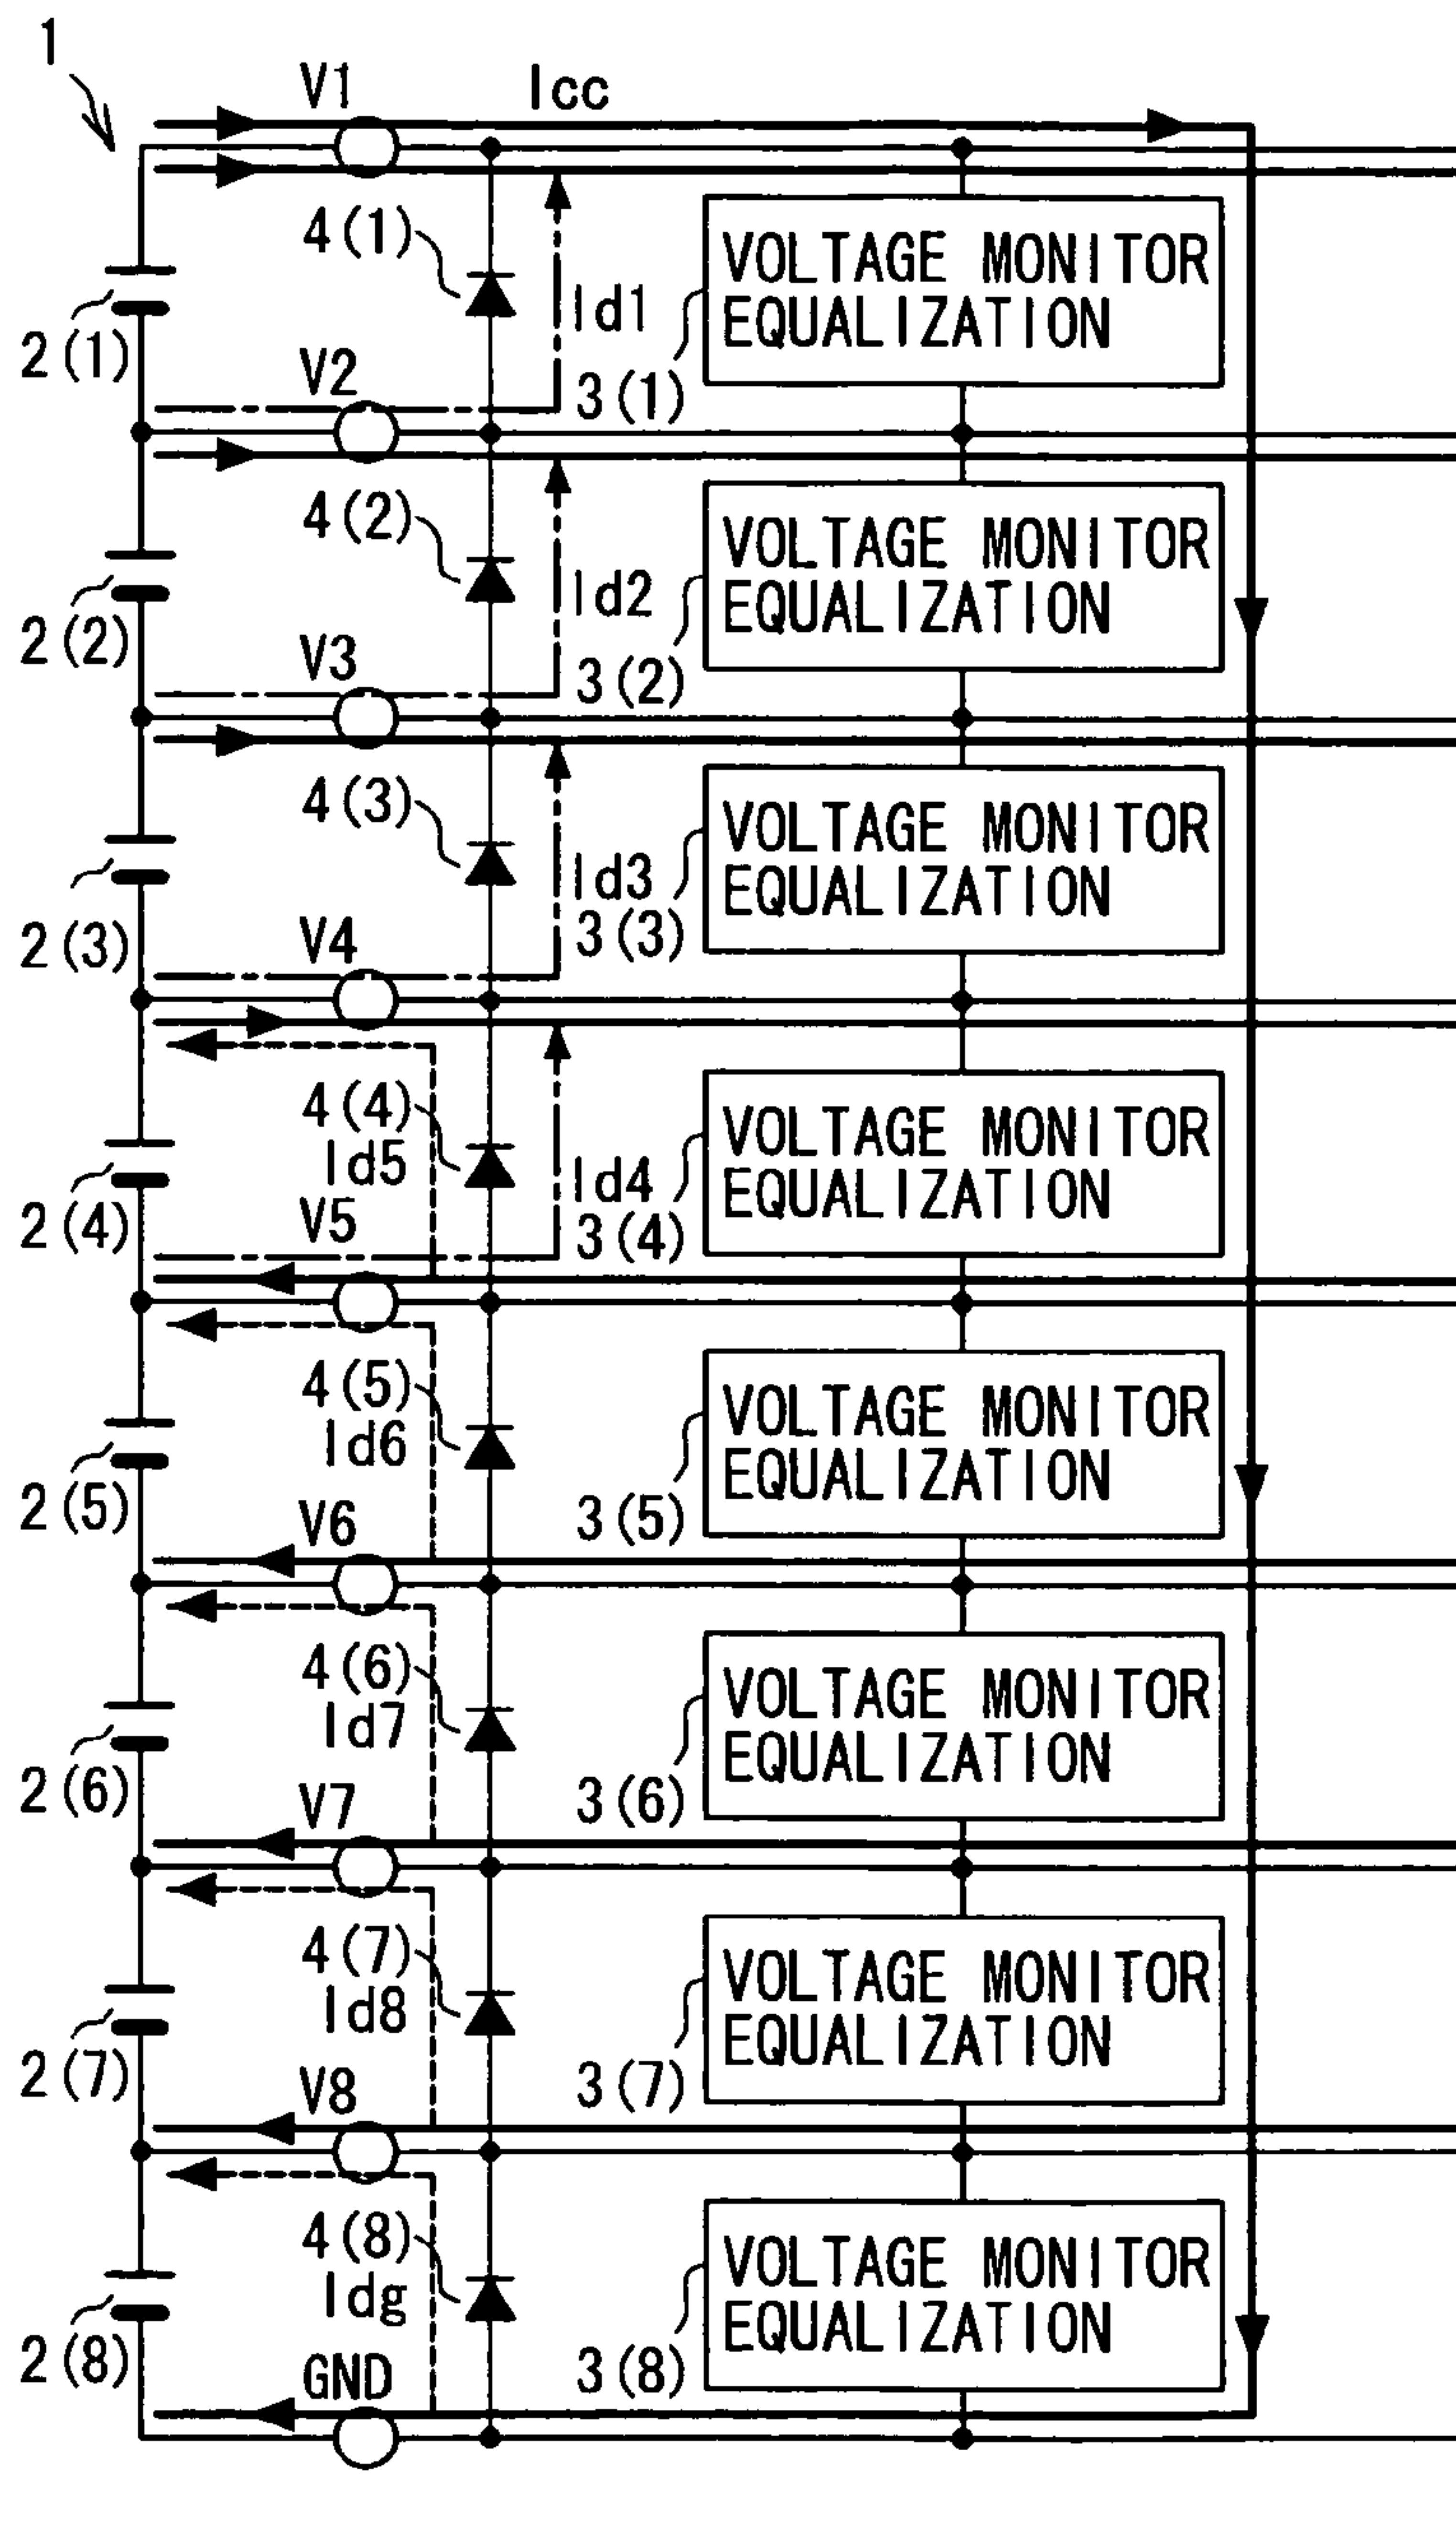 1
V1
Icc
4(1)
VOLTAGE MONITOR
EQUALIZATION
Id1
2(1)
V2
3(1)
4(2)
VOLTAGE MONITOR
EQUALIZATION
Id2
2(2)
V3
3(2)
4(3)
VOLTAGE MONITOR
EQUALIZATION
Id3
2(3)
V4
3(3)
4(4)
VOLTAGE MONITOR
EQUALIZATION
Id5
Id4
2(4)
V5
3(4)
4(5)
VOLTAGE MONITOR
EQUALIZATION
Id6
2(5)
V6
3(5)
4(6)
VOLTAGE MONITOR
EQUALIZATION
Id7
2(6)
V7
3(6)
4(7)
VOLTAGE MONITOR
EQUALIZATION
Id8
2(7)
V8
3(7)
4(8)
VOLTAGE MONITOR
EQUALIZATION
Idg
2(8)
GND
3(8)